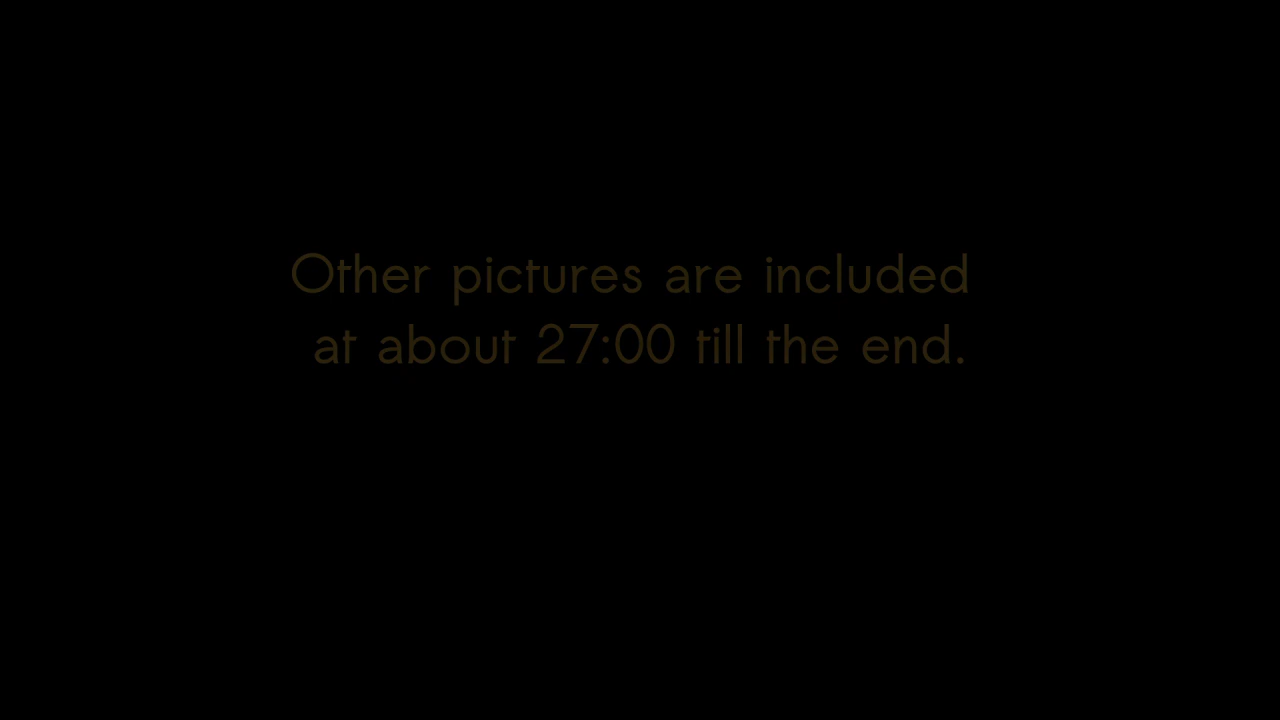 Other pictures are included
at about 27:00 till the end.